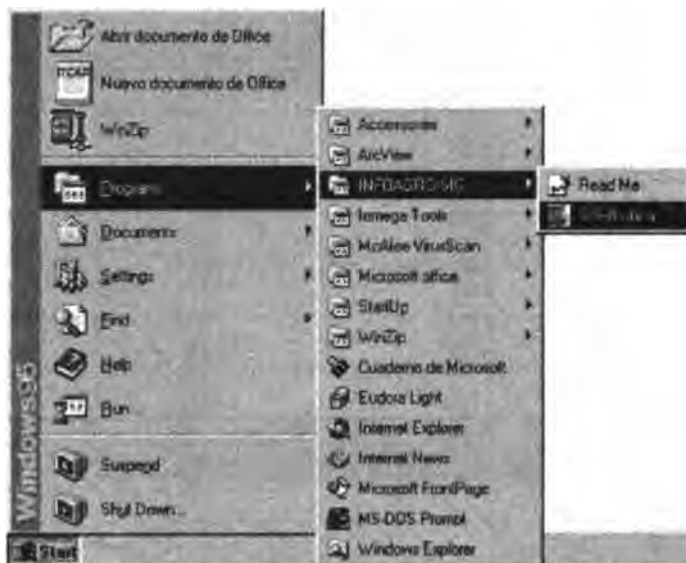 Abrir documento de Office
Nuevo documento de Office
WinZip
Programs
Documents
Settings
Find
Help
Run
Suspend
Shut Down...
Start
Windows95
Accessories
ArcView
Iomega Tools
McAfee VirusScan
Microsoft office
StartUp
WinZip
Cuaderno de Microsoft
Eudora Light
Internet Explorer
Internet News
Microsoft FrontPage
MS-DOS Prompt
Windows Explorer
Read Me